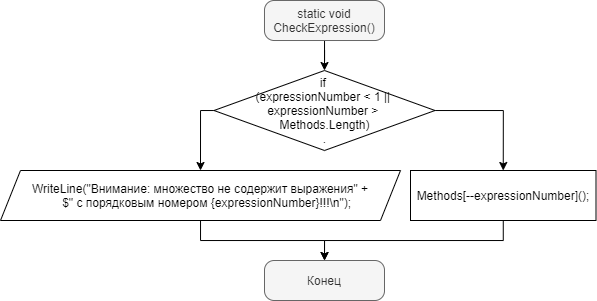 static void
CheckExpression()
if
(expressionNumber < 1 ||
expressionNumber >
Methods.Length)
.
WriteLine("Внимание: множество не содержит выражения" +
$" с порядковым номером {expressionNumber}!!!\n");
Methods[--expressionNumber]();
Конец